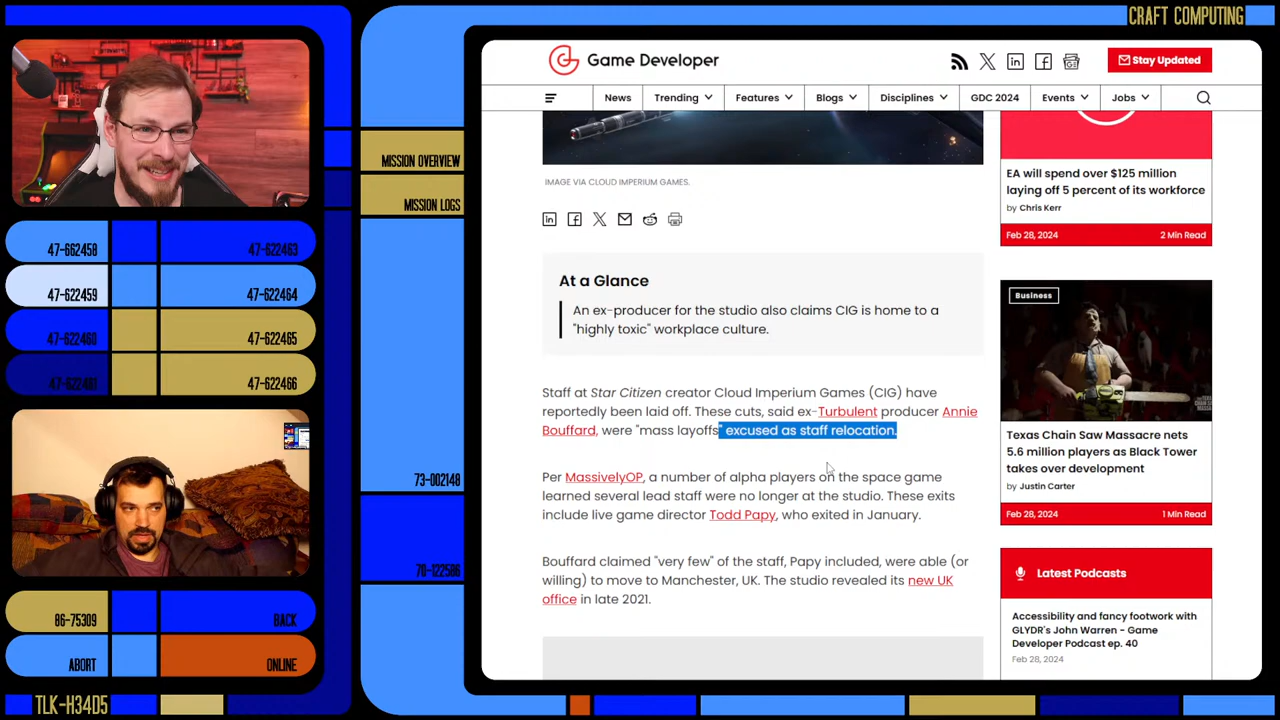 CRAFT COMPUTING
MISSION OVERVIEW
MISSION LOGS
47-662458
47-622463
47-622459
47-622464
47-622460
47-622465
47-622466
73-002148
70-122586
86-75309
BACK
ABORT
ONLINE
TLK-H34D5
Game Developer
Stay Updated
News
Trending
Features
Blogs
Disciplines
GDC 2024
Events
Jobs
IMAGE VIA CLOUD IMPERIUM GAMES.
At a Glance
An ex-producer for the studio also claims CIG is home to a
"highly toxic" workplace culture.
Staff at Star Citizen creator Cloud Imperium Games (CIG) have
reportedly been laid off. These cuts, said ex-Turbulent producer Annie
Bouffard, were "mass layoffs" excused as staff relocation.
Per MassivelyOP, a number of alpha players on the space game
learned several lead staff were no longer at the studio. These exits
include live game director Todd Papy, who exited in January.
Bouffard claimed "very few" of the staff, Papy included, were able (or
willing) to move to Manchester, UK. The studio revealed its new UK
office in late 2021.
EA will spend over $125 million
laying off 5 percent of its workforce
by Chris Kerr
Feb 28, 2024
2 Min Read
Business
Texas Chain Saw Massacre nets
5.6 million players as Black Tower
takes over development
by Justin Carter
Feb 28, 2024
1 Min Read
Latest Podcasts
Accessibility and fancy footwork with
GLYDR's John Warren - Game
Developer Podcast ep. 40
Feb 28, 2024